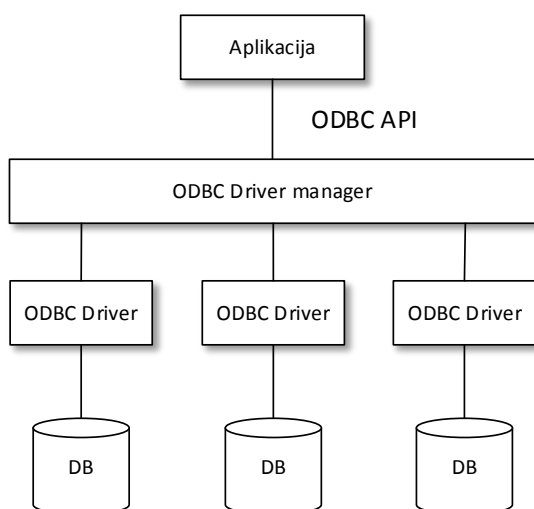 Aplikacija
ODBC API
ODBC Driver manager
ODBC Driver
ODBC Driver
ODBC Driver
DB
DB
DB